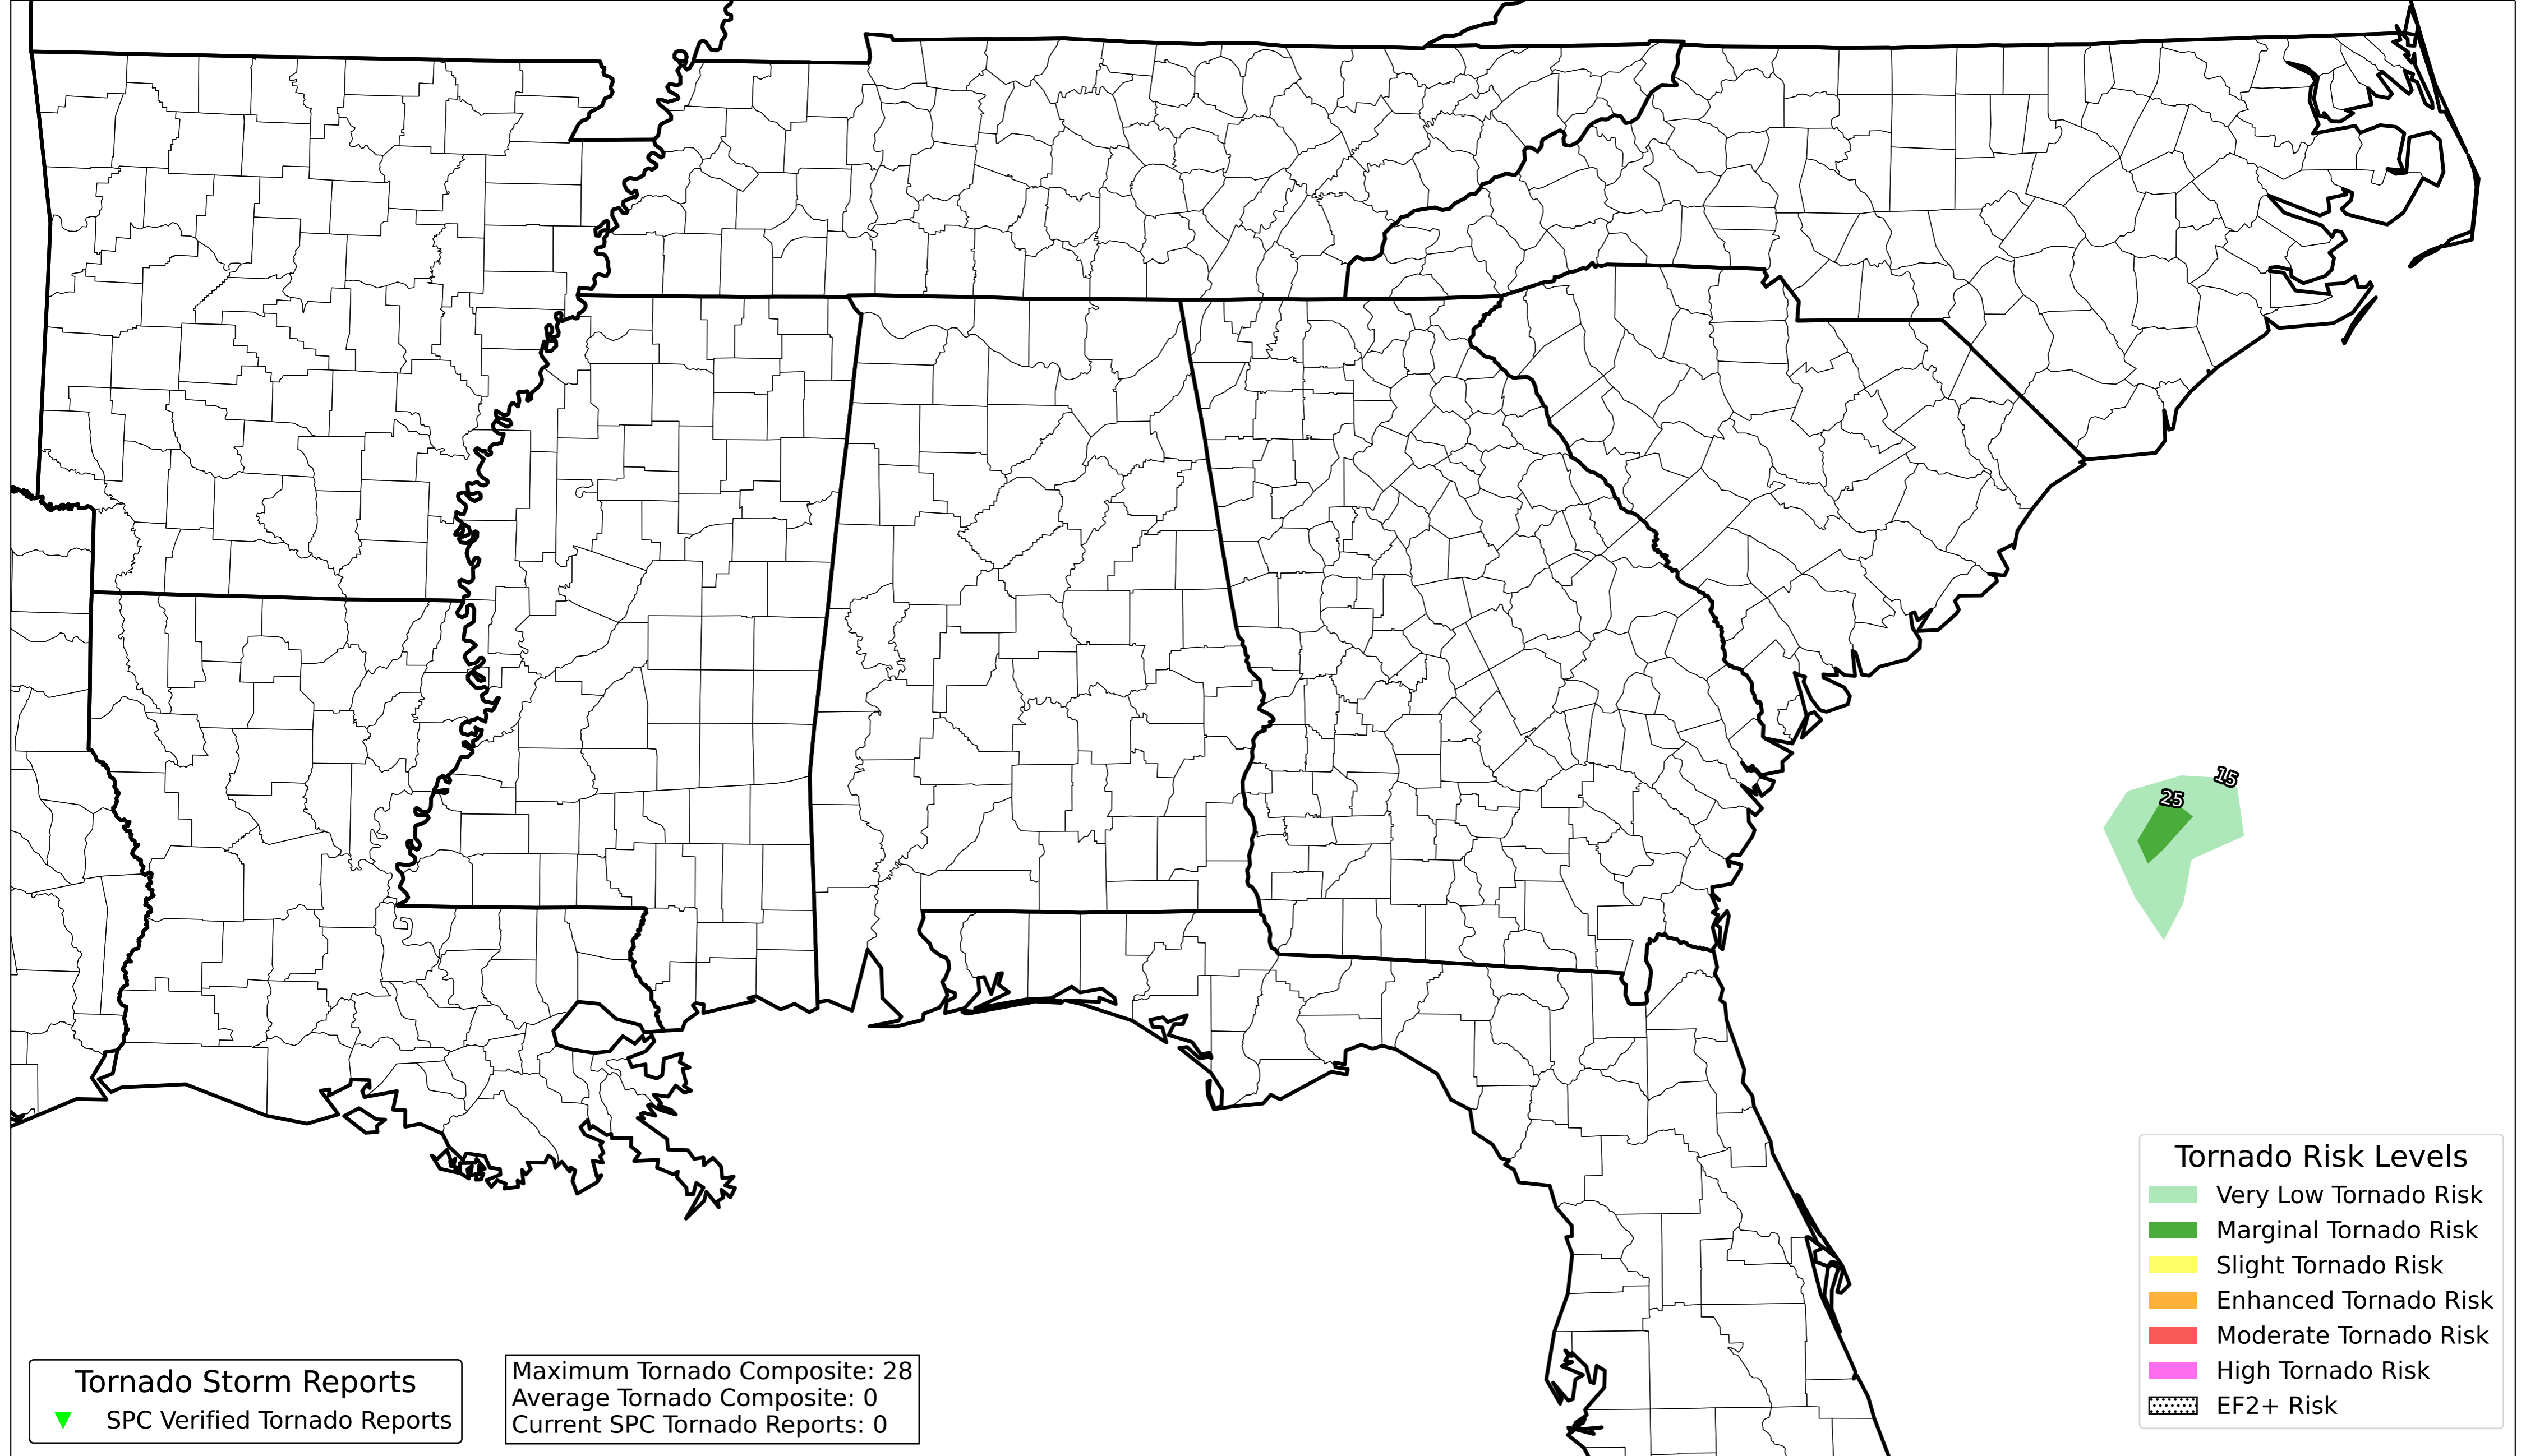 15
25
Tornado Risk Levels
Very Low Tornado Risk
Marginal Tornado Risk
Slight Tornado Risk
Enhanced Tornado Risk
Moderate Tornado Risk
High Tornado Risk
EF2+ Risk
Tornado Storm Reports
SPC Verified Tornado Reports
Maximum Tornado Composite: 28
Average Tornado Composite: 0
Current SPC Tornado Reports: 0